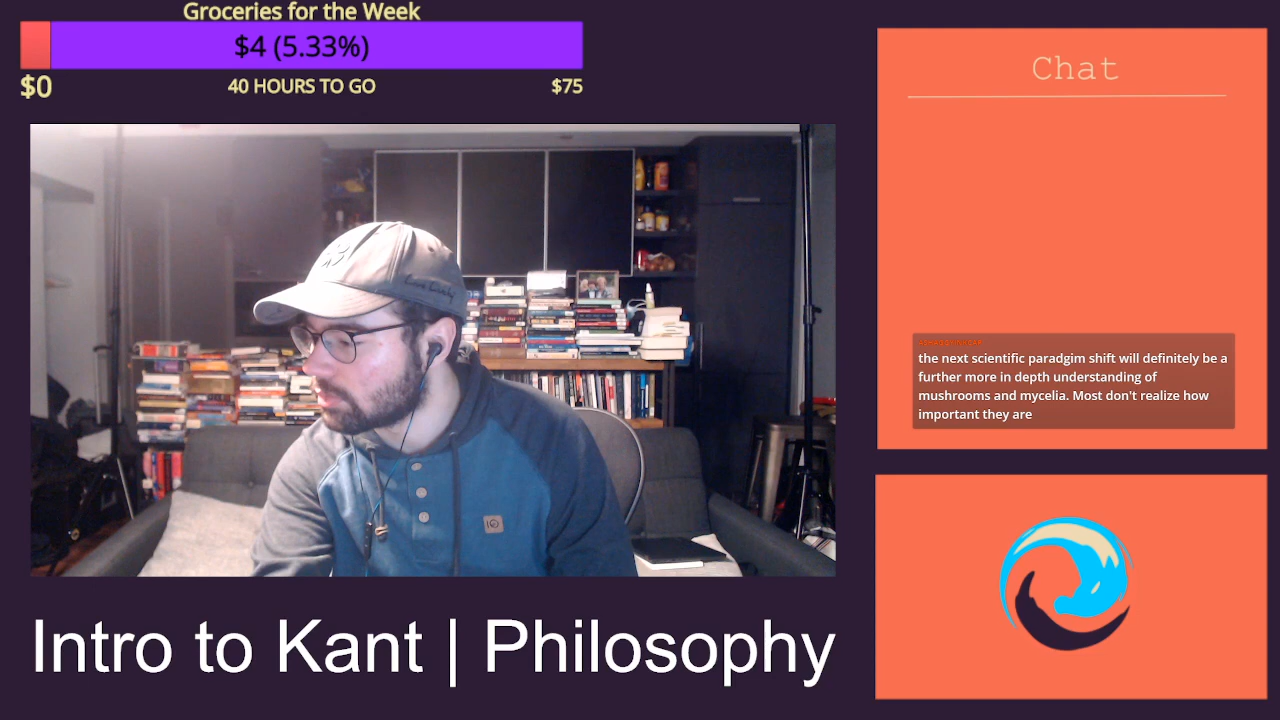 Groceries for the Week
$4 (5.33%)
$0
40 HOURS TO GO
$75
Chat
the next scientific paradgim shift will definitely be a
further more in depth understanding of
mushrooms and mycelia. Most don't realize how
important they are
Intro to Kant | Philosophy